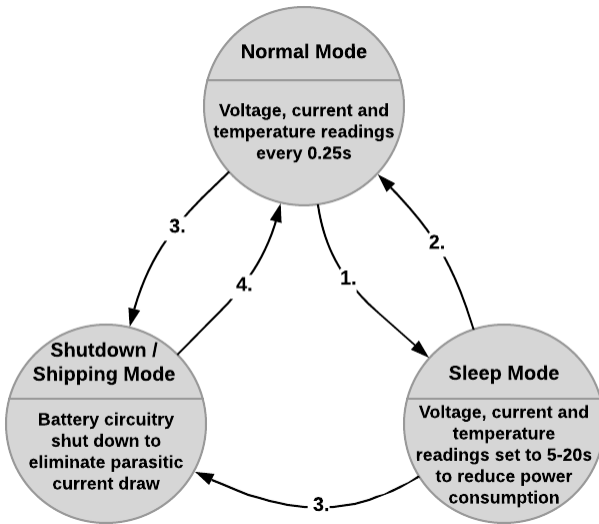 Normal Mode
Voltage, current and
temperature readings
every 0.25s
3.
2.
4.
1.
Shutdown /
Shipping Mode
Battery circuitry
shut down to
eliminate parasitic
current draw
Sleep Mode
Voltage, current and
temperature
readings set to 5-20s
to reduce power
consumption
3.